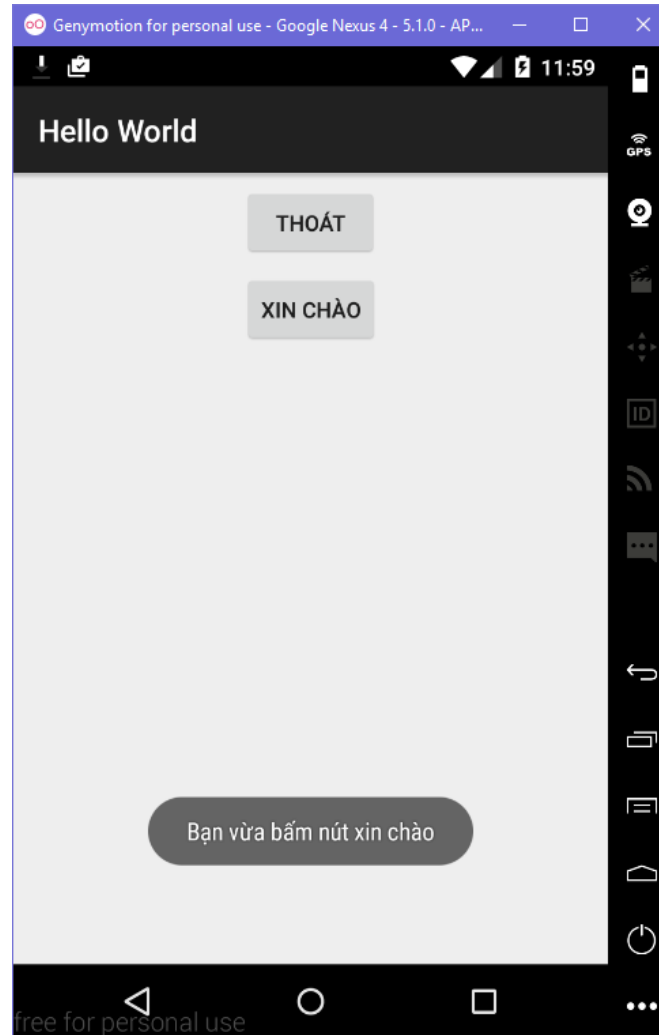 Genymotion for personal use - Google Nexus 4 - 5.1.0 - AP...
11:59
GPS
Hello World
THOÁT
XIN CHÀO
ID
Bạn vừa bấm nút xin chào
free for personal use